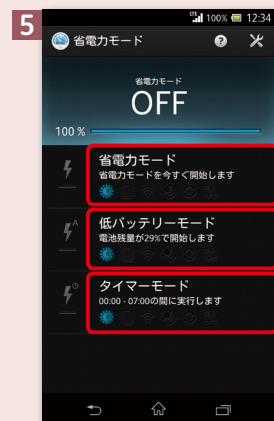 5
LTE 100% 12:34
省電力モード
省電力モード
OFF
100 %
省電力モード
省電力モードを今すぐ開始します
A 低バッテリーモード
電池残量が29%で開始します
タイマーモード
00:00 - 07:00の間に実行します